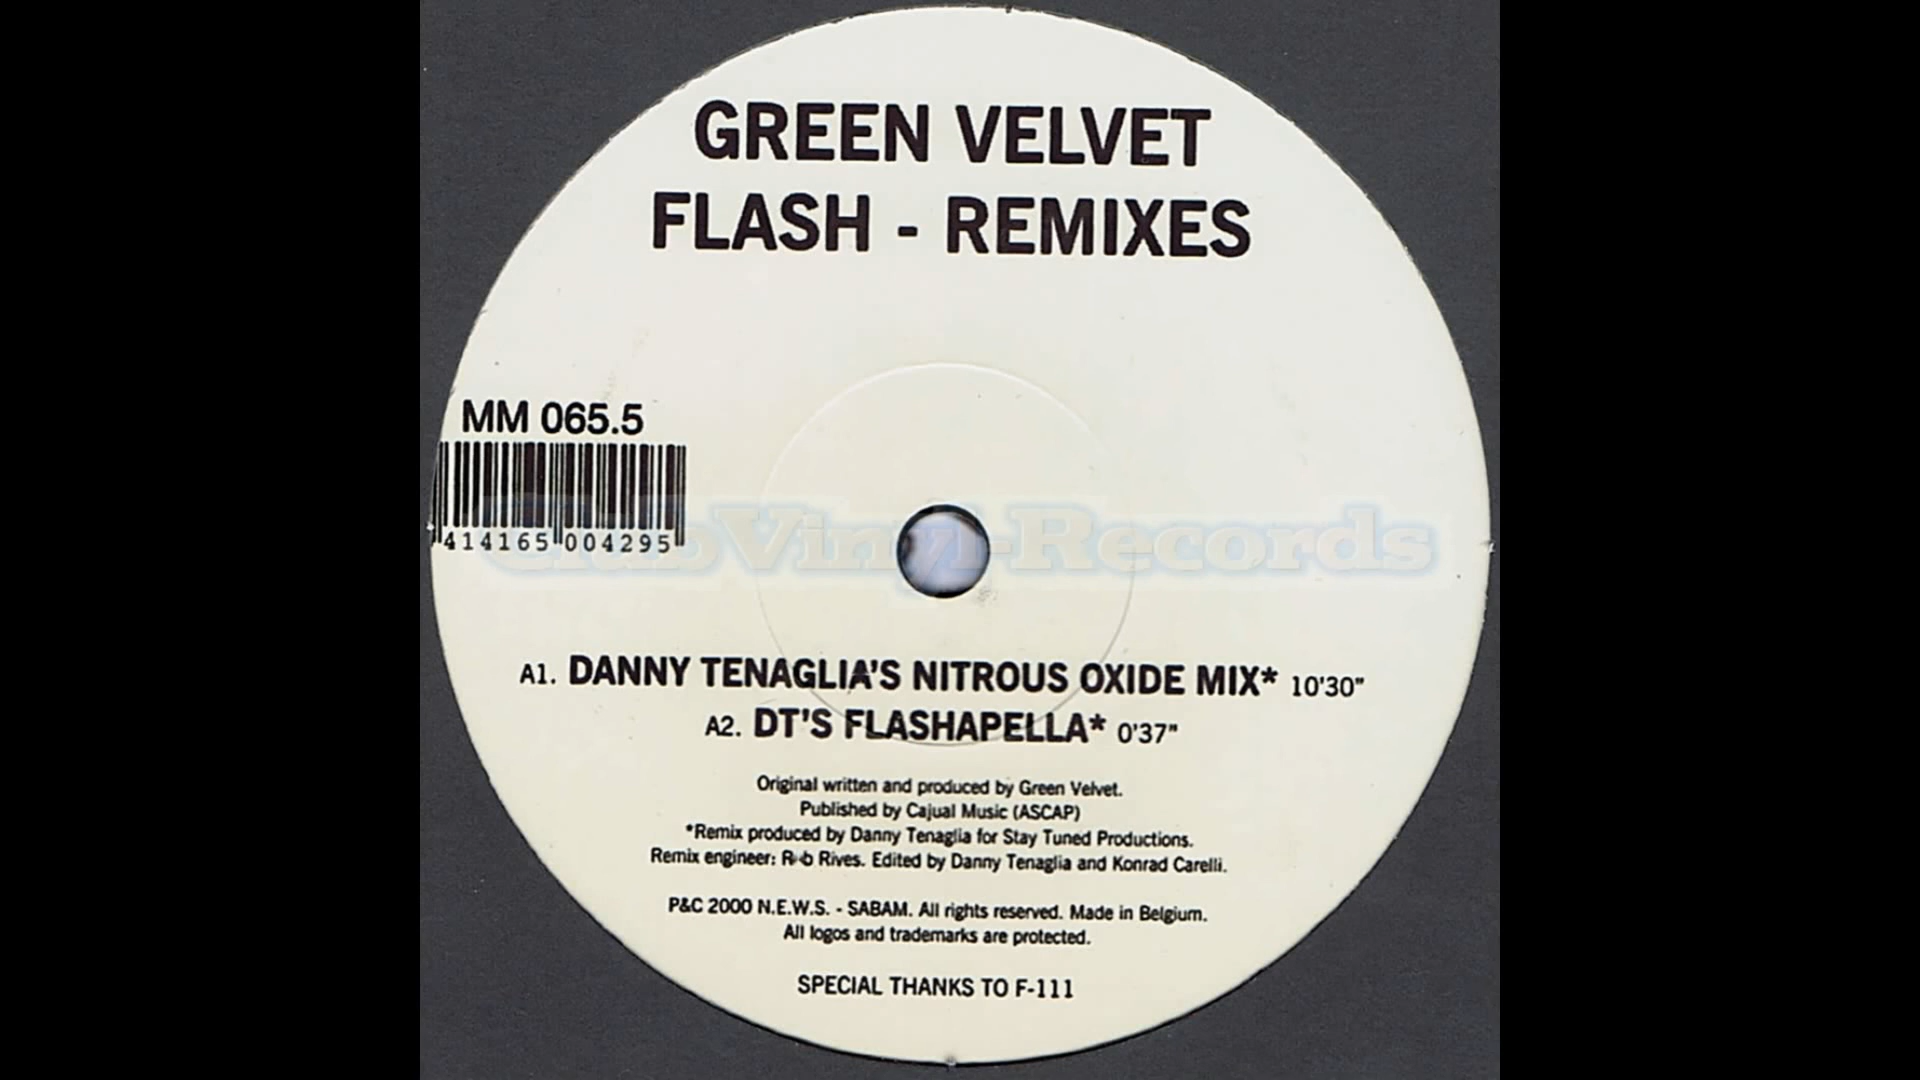 GREEN VELVET
FLASH - REMIXES
MM 065.5
414165 004295
ClubVinyl-Records
A1. DANNY TENAGLIA'S NITROUS OXIDE MIX* 10'30"
A2. DT'S FLASHAPELLA* 0'37"
Original written and produced by Green Velvet.
Published by Cajual Music (ASCAP)
*Remix produced by Danny Tenaglia for Stay Tuned Productions.
Remix engineer: Rob Rives. Edited by Danny Tenaglia and Konrad Carelli.
P&C 2000 N.E.W.S. - SABAM. All rights reserved. Made in Belgium.
All logos and trademarks are protected.
SPECIAL THANKS TO F-111